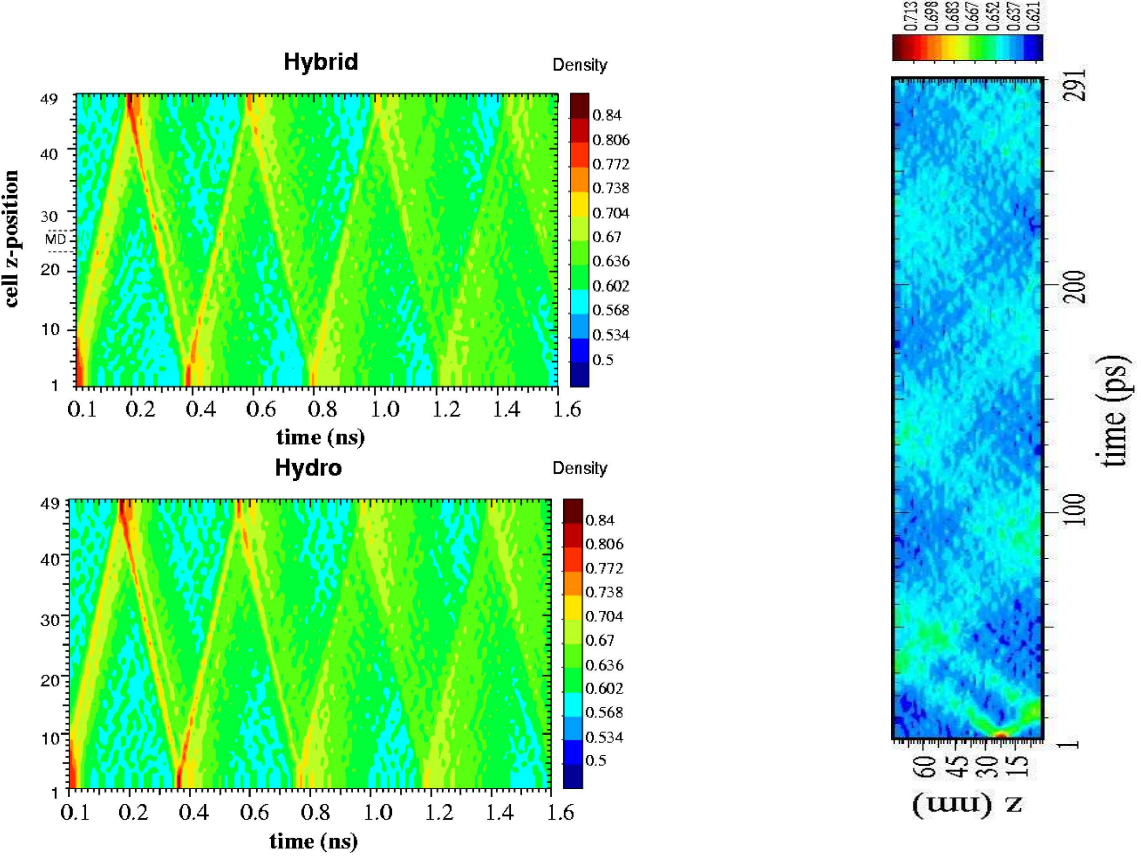 Hybrid
Density
49
40
30
MD
20
10
1
cell z-position
0.1 0.2 0.4 0.6 0.8 1.0 1.2 1.4 1.6
time (ns)
0.84
0.806
0.772
0.738
0.704
0.67
0.636
0.602
0.568
0.534
0.5
Hydro
Density
49
40
30
20
10
1
0.1 0.2 0.4 0.6 0.8 1.0 1.2 1.4 1.6
time (ns)
0.84
0.806
0.772
0.738
0.704
0.67
0.636
0.602
0.568
0.534
0.5
0.713 0.698 0.683 0.667 0.652 0.637 0.621
291
200
100
1
time (ps)
60 45 30 15
z (nm)